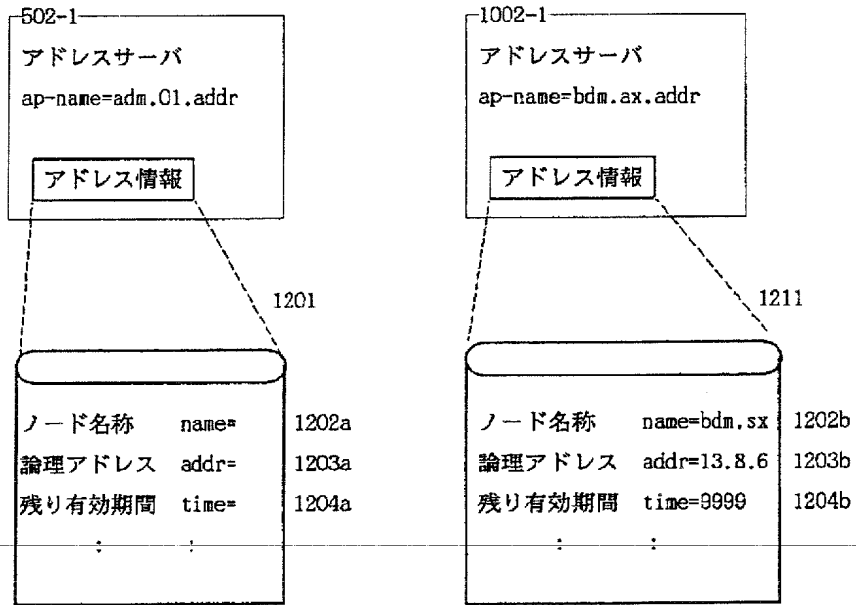 502-1
アドレスサーバ
ap-name=adm.01.addr
アドレス情報
1201
ノード名称 name= 1202a
論理アドレス addr= 1203a
残り有効期間 time= 1204a
: :
1002-1
アドレスサーバ
ap-name=bdm.ax.addr
アドレス情報
1211
ノード名称 name=bdm.sx 1202b
論理アドレス addr=13.8.6 1203b
残り有効期間 time=9999 1204b
: :